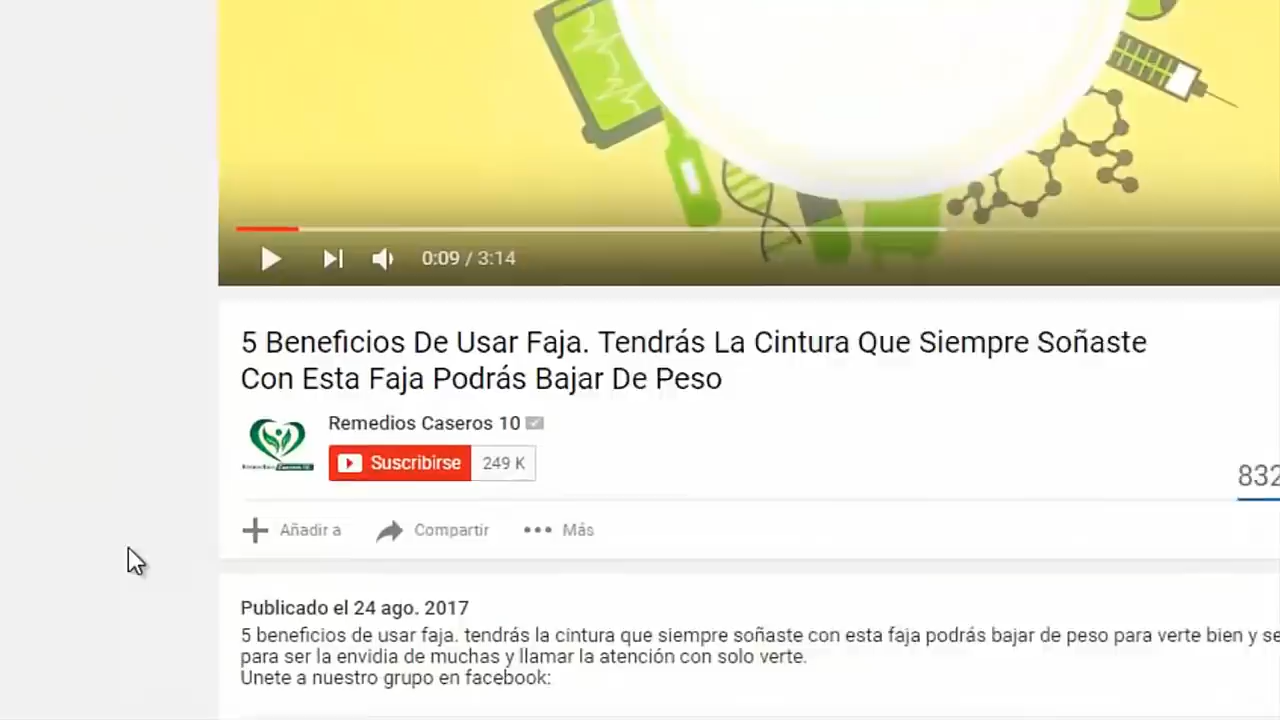 0:09 / 3:14
5 Beneficios De Usar Faja. Tendrás La Cintura Que Siempre Soñaste
Con Esta Faja Podrás Bajar De Peso
Remedios Caseros 10
Suscribirse 249 K
832
Añadir a Compartir Más
Publicado el 24 ago. 2017
5 beneficios de usar faja. tendrás la cintura que siempre soñaste con esta faja podrás bajar de peso para verte bien y se
para ser la envidia de muchas y llamar la atención con solo verte.
Unete a nuestro grupo en facebook: